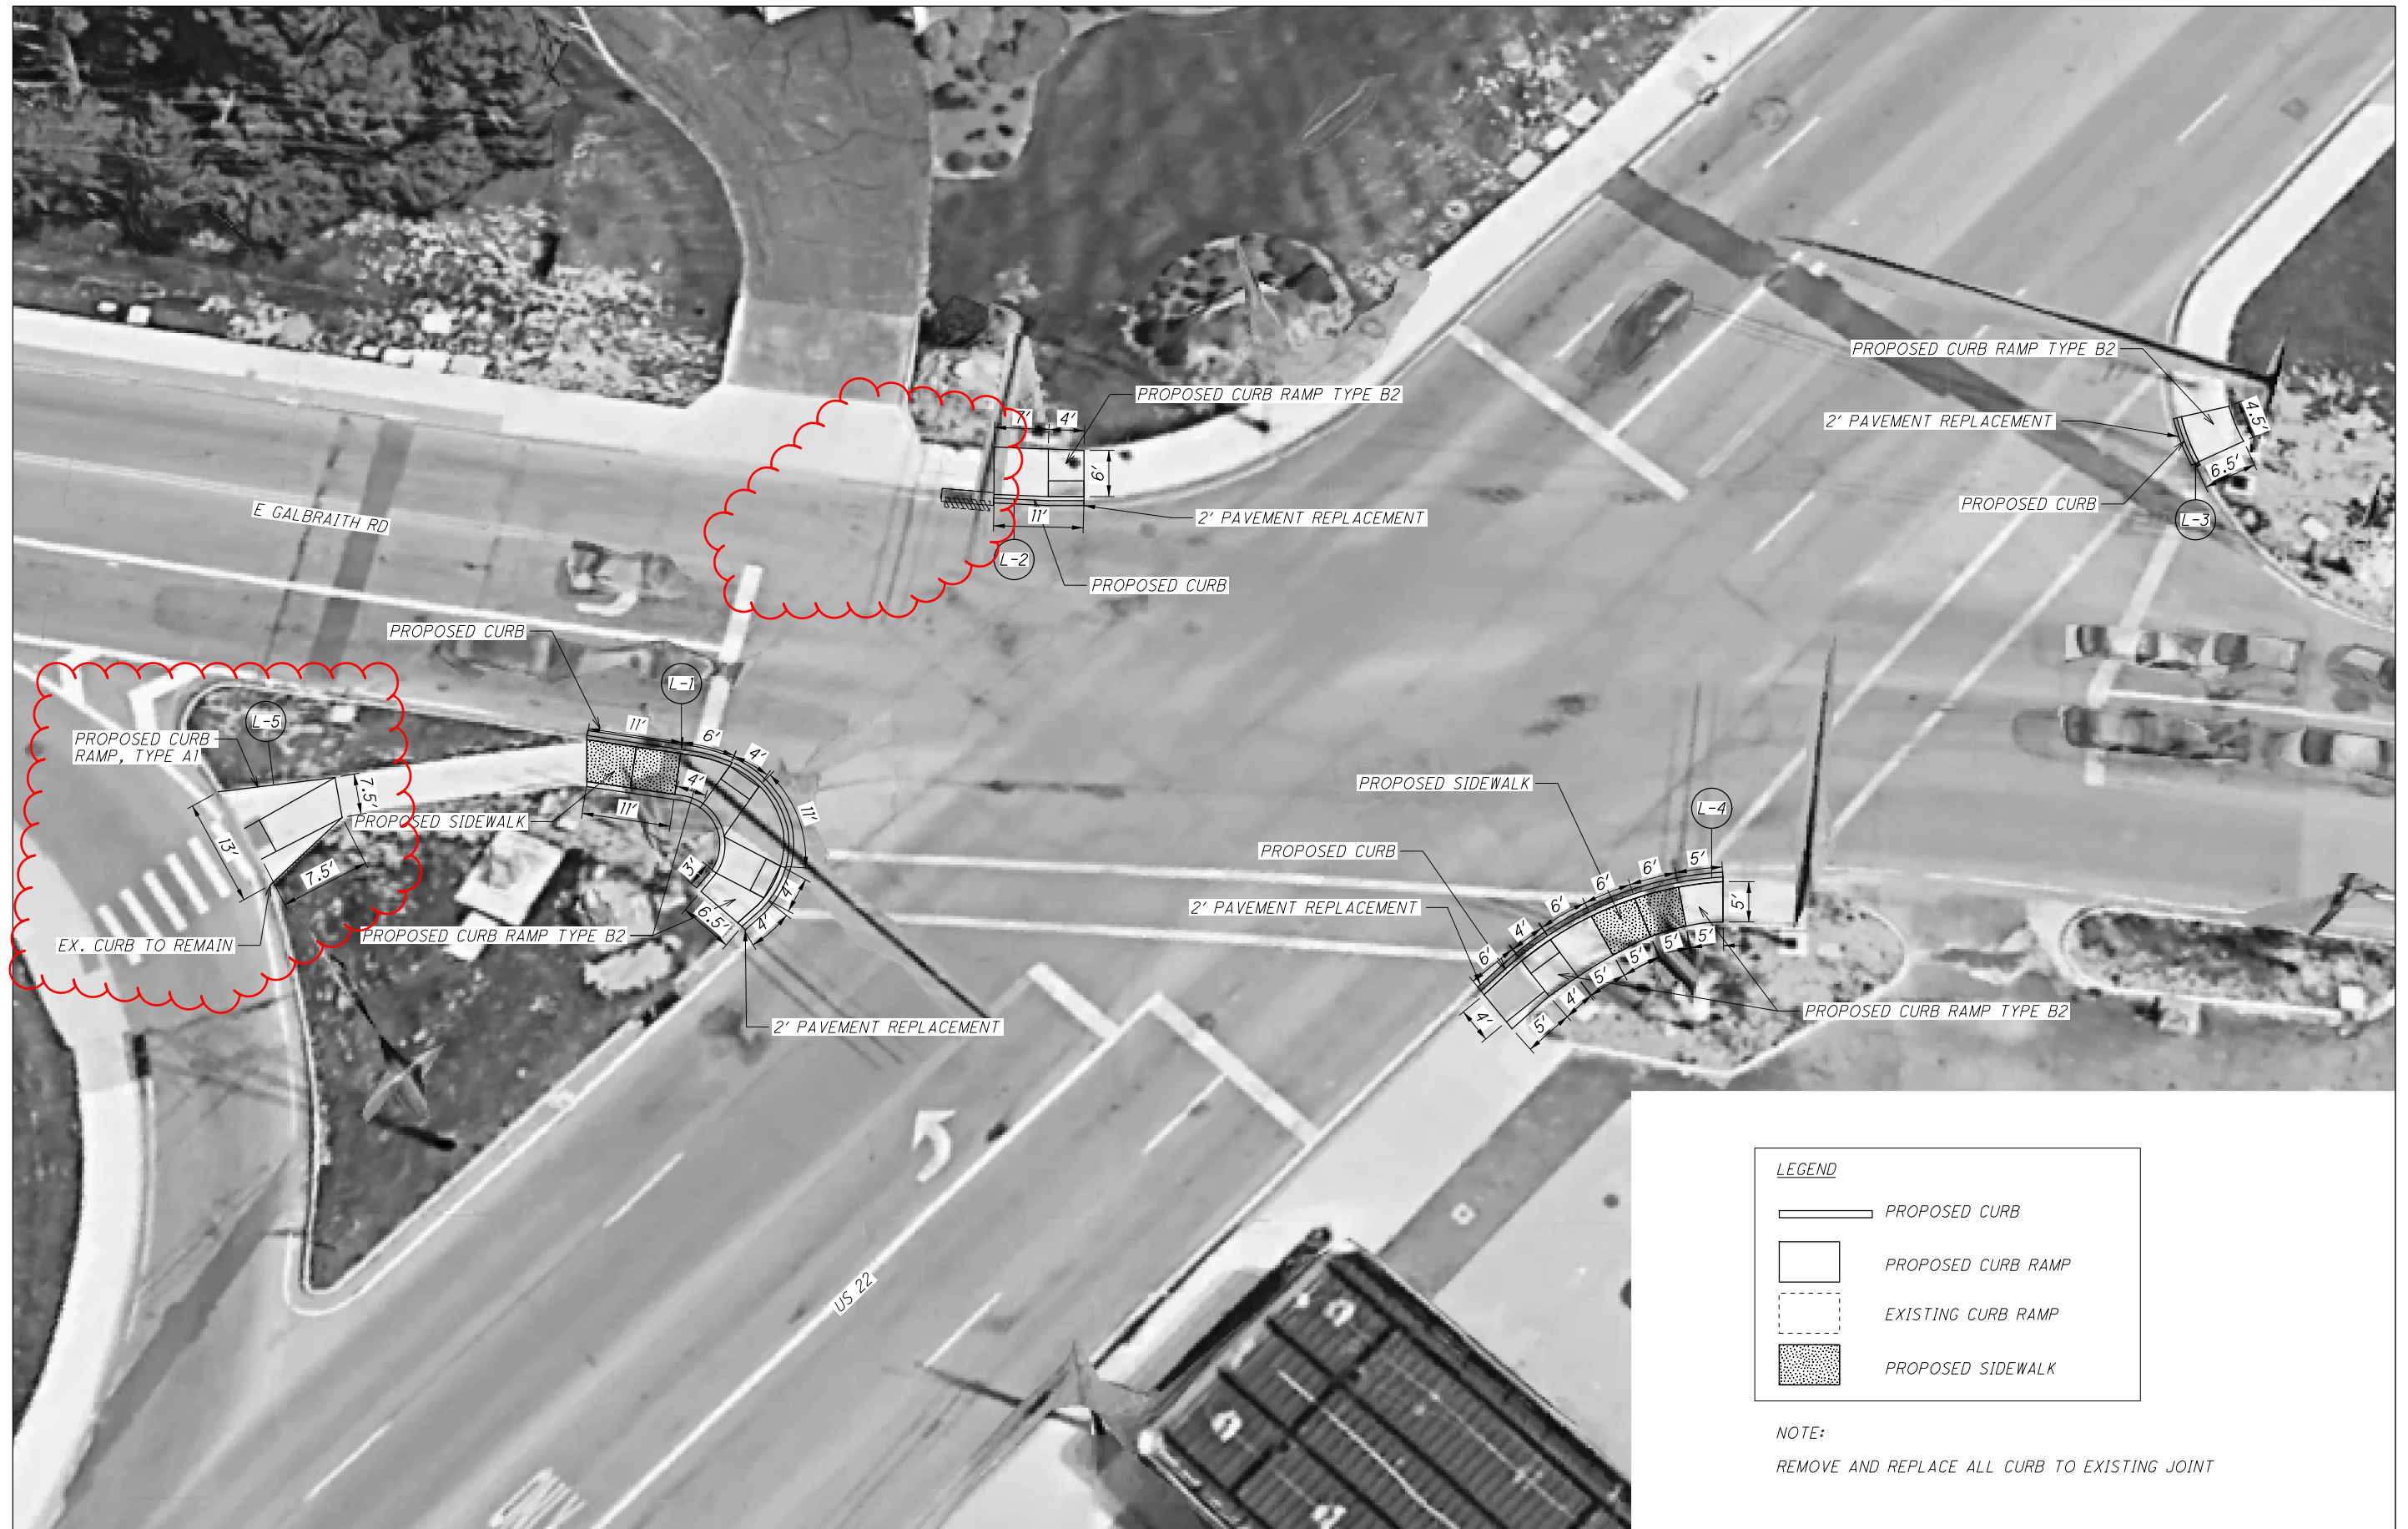 PROPOSED CURB RAMP TYPE B2
2' PAVEMENT REPLACEMENT
4.5'
6.5'
PROPOSED CURB
L-3
PROPOSED CURB RAMP TYPE B2
7'
4'
6'
11'
2' PAVEMENT REPLACEMENT
L-2
PROPOSED CURB
E GALBRAITH RD
PROPOSED CURB
L-1
11'
6'
4'
4'
11'
11'
PROPOSED SIDEWALK
3'
6.5'
4'
4'
PROPOSED CURB RAMP TYPE B2
2' PAVEMENT REPLACEMENT
L-5
PROPOSED CURB
RAMP, TYPE A1
7.5'
13'
7.5'
EX. CURB TO REMAIN
PROPOSED SIDEWALK
L-4
PROPOSED CURB
2' PAVEMENT REPLACEMENT
6'
4'
6'
6'
6'
5'
5'
5'
5'
5'
5'
4'
5'
4'
PROPOSED CURB RAMP TYPE B2
US 22
LEGEND
PROPOSED CURB
PROPOSED CURB RAMP
EXISTING CURB RAMP
PROPOSED SIDEWALK
NOTE:
REMOVE AND REPLACE ALL CURB TO EXISTING JOINT